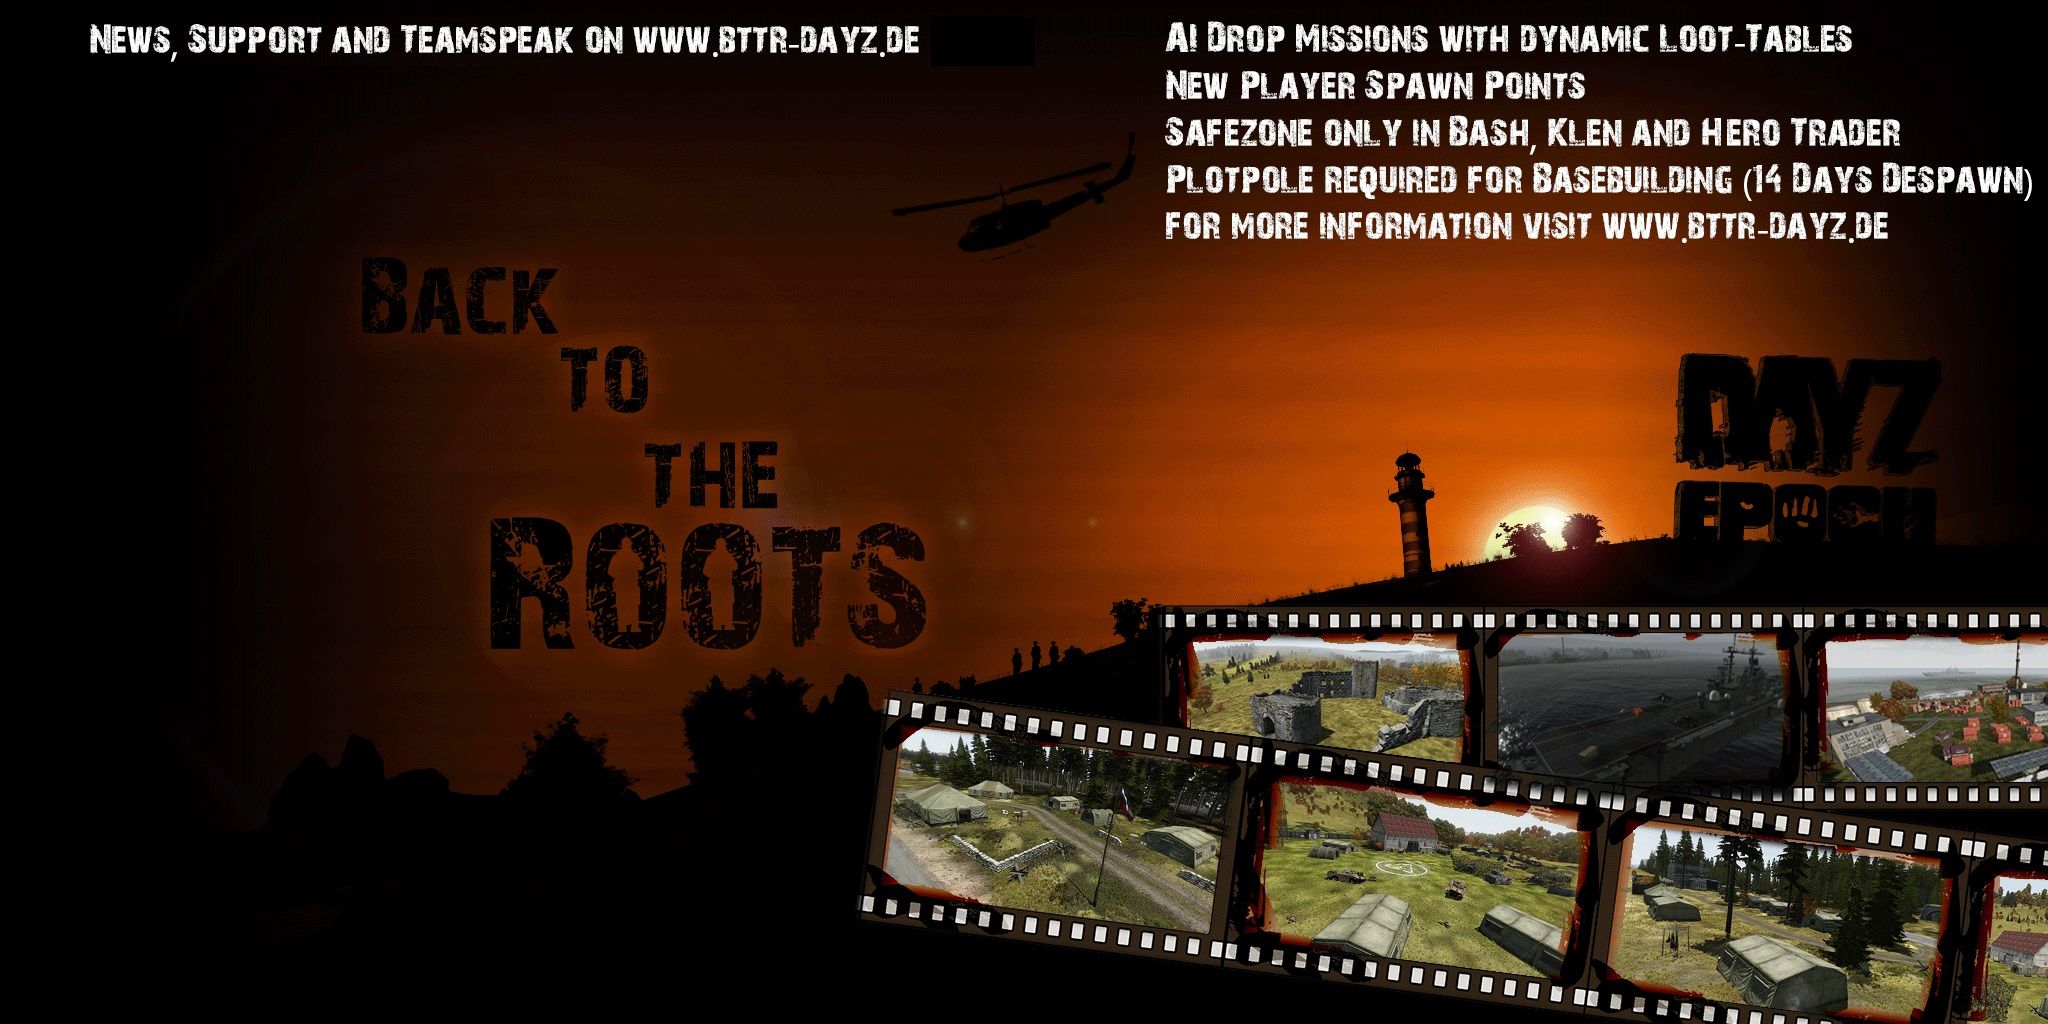 News, Support and Teamspeak on www.bttr-dayz.de
AI Drop Missions with dynamic Loot-Tables
New Player Spawn Points
Safezone only in Bash, Klen and Hero Trader
Plotpole required for Basebuilding (14 Days Despawn)
for more information visit www.bttr-dayz.de
Back
to
the
Roots
DAYZ
EPOCH